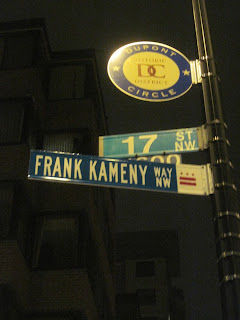 DUPONT
HISTORIC
DC
DISTRICT
CIRCLE
17 ST NW
FRANK KAMENY WAY NW